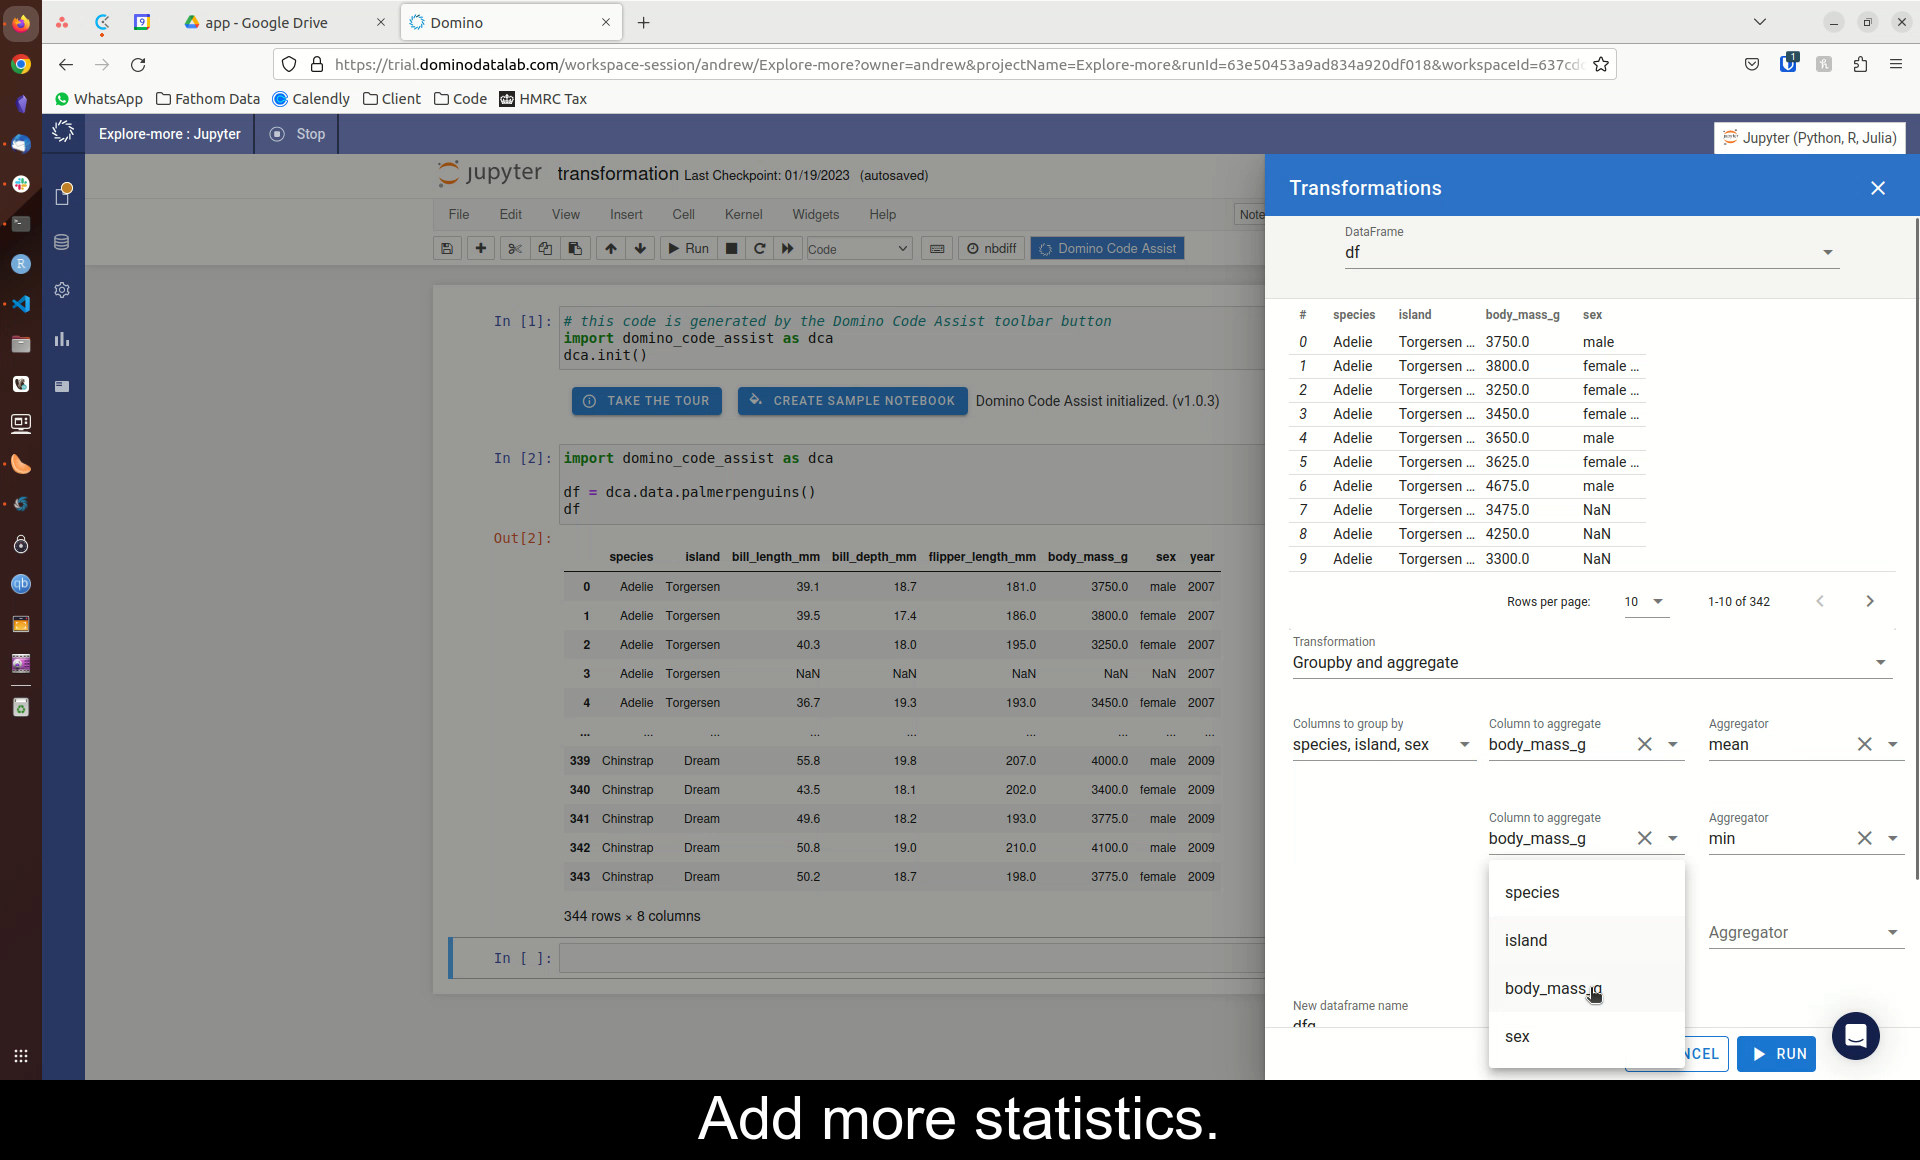 app - Google Drive
Domino
https://trial.dominodatalab.com/workspace-session/andrew/Explore-more?owner=andrew&projectName=Explore-more&runId=63e50453a9ad834a920df018&workspaceId=637cd
1
WhatsApp Fathom Data Calendly Client Code HMRC Tax
Explore-more : Jupyter Stop
Jupyter (Python, R, Julia)
jupyter transformation Last Checkpoint: 01/19/2023 (autosaved)
File Edit View Insert Cell Kernel Widgets Help
Note
Run Code nbdiff Domino Code Assist
In [1]: # this code is generated by the Domino Code Assist toolbar button
import domino_code_assist as dca
dca.init()
TAKE THE TOUR CREATE SAMPLE NOTEBOOK Domino Code Assist initialized. (v1.0.3)
In [2]: import domino_code_assist as dca
df = dca.data.palmerpenguins()
df
Out[2]:
species island bill_length_mm bill_depth_mm flipper_length_mm body_mass_g sex year
0 Adelie Torgersen 39.1 18.7 181.0 3750.0 male 2007
1 Adelie Torgersen 39.5 17.4 186.0 3800.0 female 2007
2 Adelie Torgersen 40.3 18.0 195.0 3250.0 female 2007
3 Adelie Torgersen NaN NaN NaN NaN NaN 2007
4 Adelie Torgersen 36.7 19.3 193.0 3450.0 female 2007
... ... ... ... ... ... ... ... ...
339 Chinstrap Dream 55.8 19.8 207.0 4000.0 male 2009
340 Chinstrap Dream 43.5 18.1 202.0 3400.0 female 2009
341 Chinstrap Dream 49.6 18.2 193.0 3775.0 male 2009
342 Chinstrap Dream 50.8 19.0 210.0 4100.0 male 2009
343 Chinstrap Dream 50.2 18.7 198.0 3775.0 female 2009
344 rows × 8 columns
In [ ]:
Transformations
DataFrame
df
# species island body_mass_g sex
0 Adelie Torgersen ... 3750.0 male
1 Adelie Torgersen ... 3800.0 female ...
2 Adelie Torgersen ... 3250.0 female ...
3 Adelie Torgersen ... 3450.0 female ...
4 Adelie Torgersen ... 3650.0 male
5 Adelie Torgersen ... 3625.0 female ...
6 Adelie Torgersen ... 4675.0 male
7 Adelie Torgersen ... 3475.0 NaN
8 Adelie Torgersen ... 4250.0 NaN
9 Adelie Torgersen ... 3300.0 NaN
Rows per page: 10 1-10 of 342
Transformation
Groupby and aggregate
Columns to group by Column to aggregate Aggregator
species, island, sex body_mass_g mean
Column to aggregate Aggregator
body_mass_g min
species
island
Aggregator
body_mass_g
sex
New dataframe name
dfg
NCEL RUN
Add more statistics.